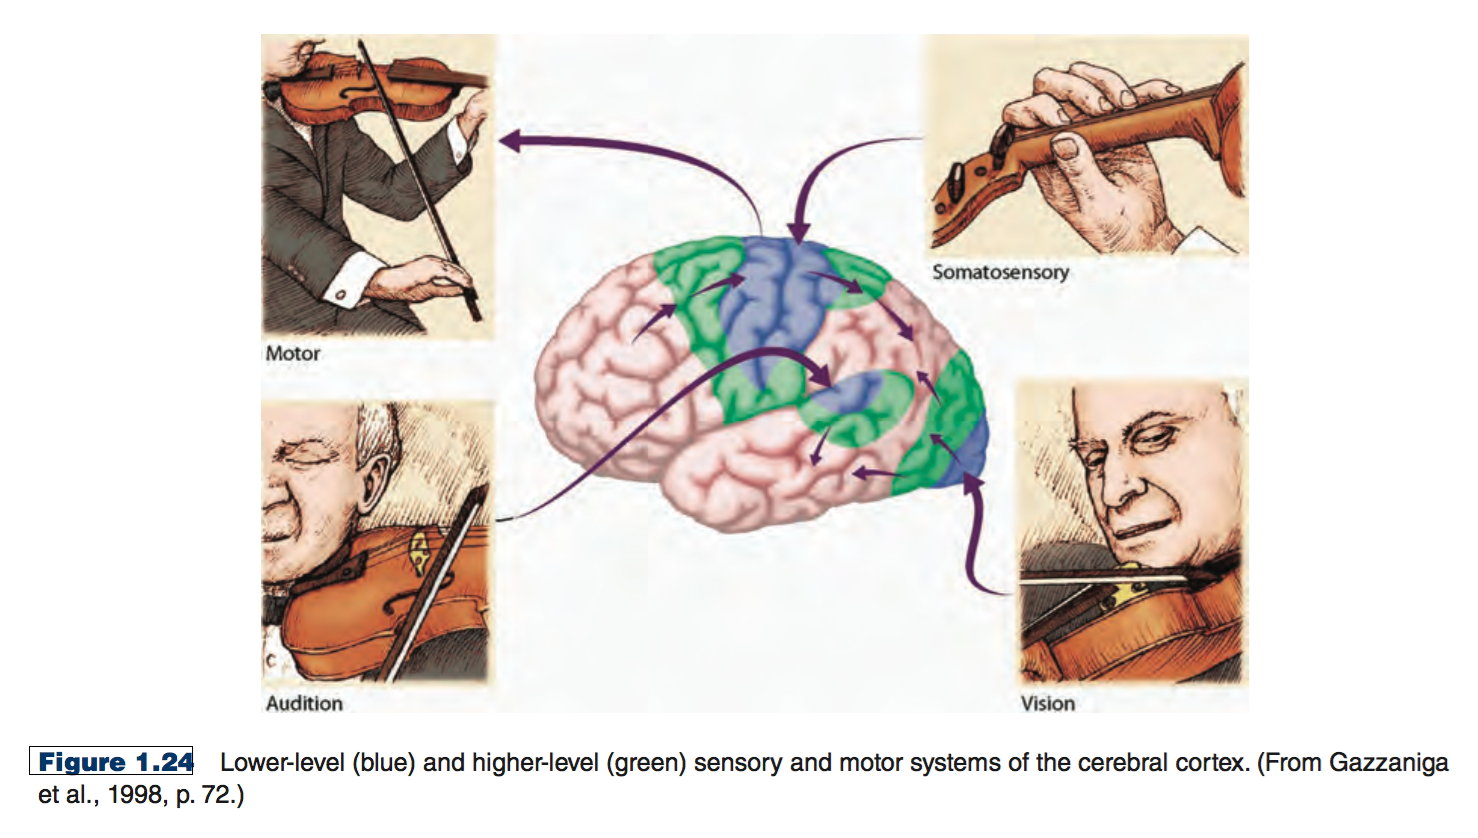 Motor
Somatosensory
Audition
Vision
Figure 1.24 Lower-level (blue) and higher-level (green) sensory and motor systems of the cerebral cortex. (From Gazzaniga
et al., 1998, p. 72.)